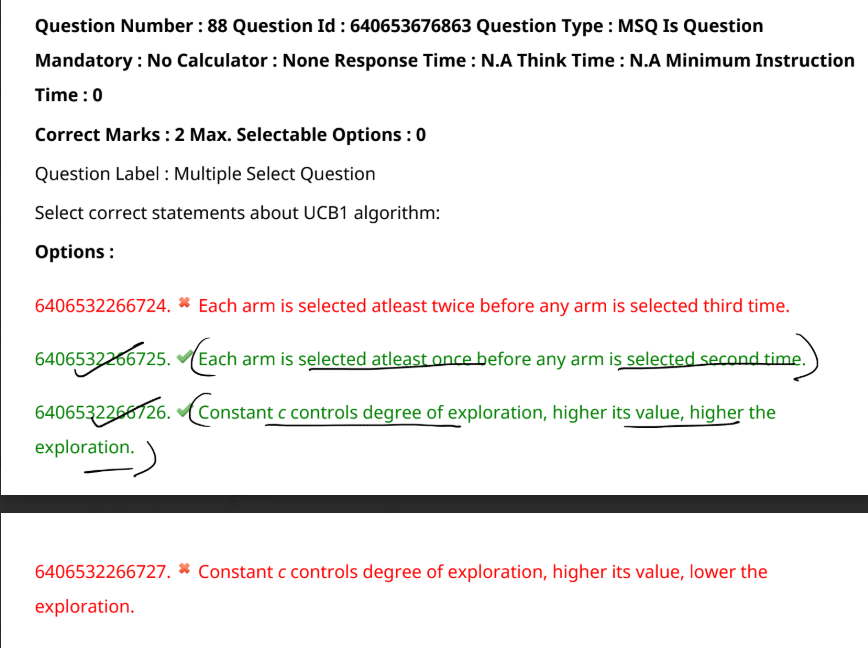 Question Number : 88 Question Id : 640653676863 Question Type : MSQ Is Question
Mandatory : No Calculator : None Response Time : N.A Think Time : N.A Minimum Instruction
Time : 0
Correct Marks : 2 Max. Selectable Options : 0
Question Label : Multiple Select Question
Select correct statements about UCB1 algorithm:
Options :
6406532266724. ✖ Each arm is selected atleast twice before any arm is selected third time.
6406532266725. ✔ Each arm is selected atleast once before any arm is selected second time.
6406532266726. ✔ Constant c controls degree of exploration, higher its value, higher the
exploration.
6406532266727. ✖ Constant c controls degree of exploration, higher its value, lower the
exploration.